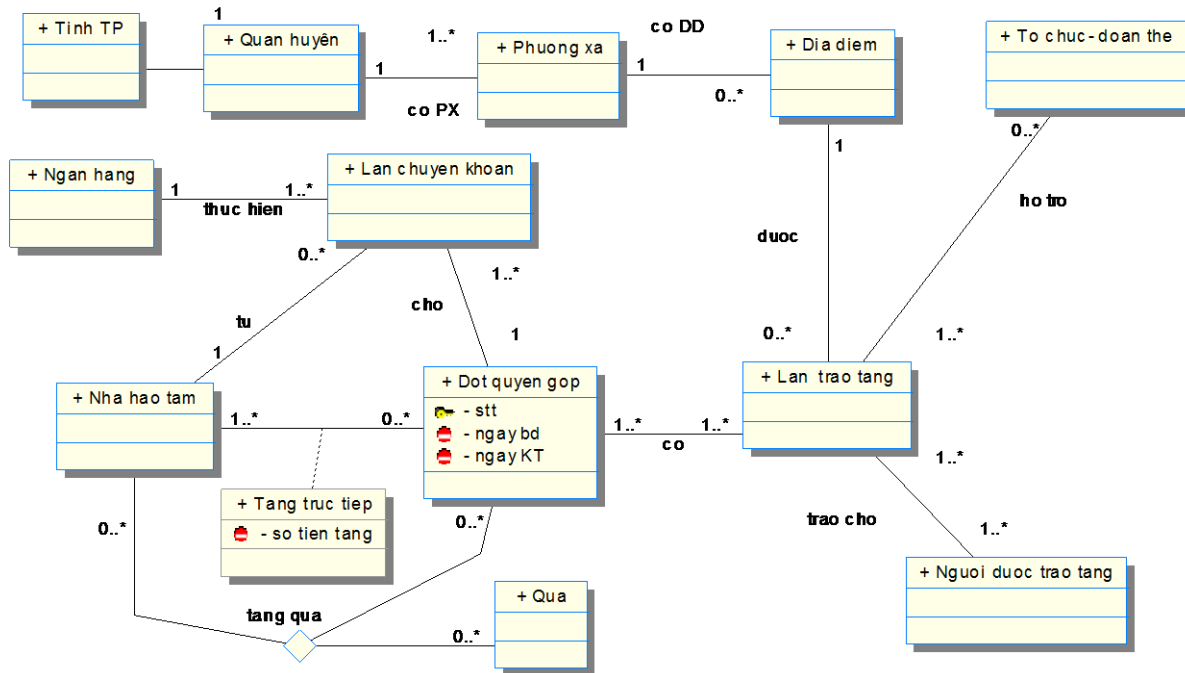 + Tinh TP
1
+ Quan huyên
1
1..*
co PX
+ Phuong xa
1
co DD
0..*
+ Dia diem
1
+ To chuc-doan the
0..*
+ Ngan hang
1
thuc hien
1..*
+ Lan chuyen khoan
0..*
1..*
ho tro
duoc
tu
cho
1
1
0..*
1..*
+ Nha hao tam
1..*
0..*
+ Dot quyen gop
- stt
- ngay bd
- ngay KT
1..*
co
1..*
+ Lan trao tang
1..*
0..*
+ Tang truc tiep
- so tien tang
0..*
trao cho
1..*
+ Nguoi duoc trao tang
tang qua
0..*
+ Qua